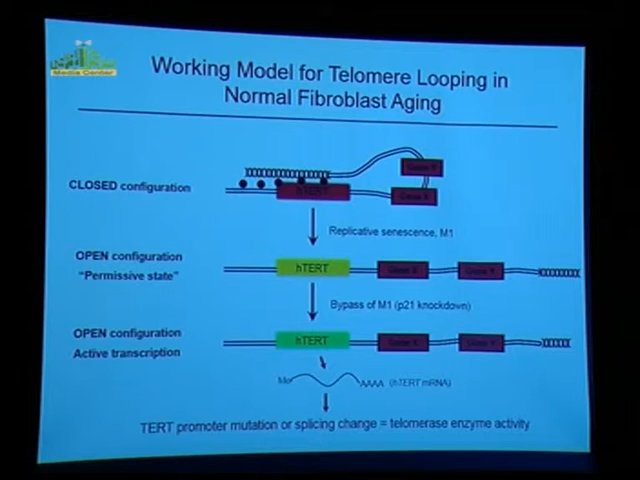 Media Center
Working Model for Telomere Looping in
Normal Fibroblast Aging
CLOSED configuration
hTERT
Replicative senescence, M1
OPEN configuration
"Permissive state"
hTERT
Bypass of M1 (p21 knockdown)
OPEN configuration
Active transcription
hTERT
AAAA (hTERT mRNA)
TERT promoter mutation or splicing change = telomerase enzyme activity